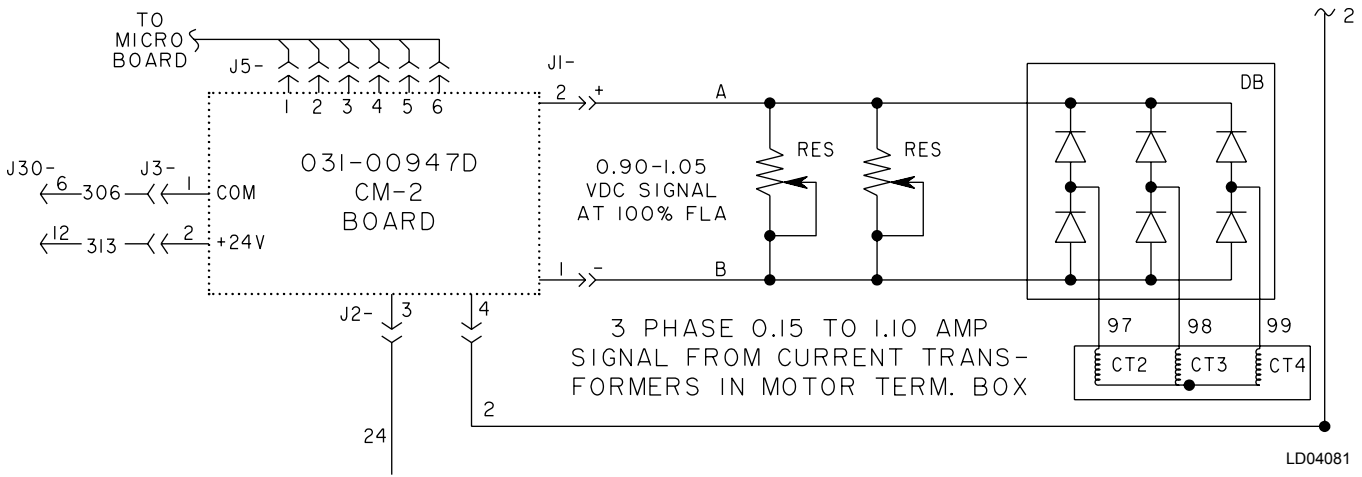 TO
MICRO
BOARD
2
J5-
1 2 3 4 5 6
J1-
2 +
A
DB
RES
RES
031-00947D
CM-2
BOARD
0.90-1.05
VDC SIGNAL
AT 100% FLA
J30-
J3-
6 306 1 COM
12 313 2 +24V
1 -
B
J2-
3
4
3 PHASE 0.15 TO 1.10 AMP
SIGNAL FROM CURRENT TRANS-
FORMERS IN MOTOR TERM. BOX
97
98
99
CT2
CT3
CT4
2
24
LD04081